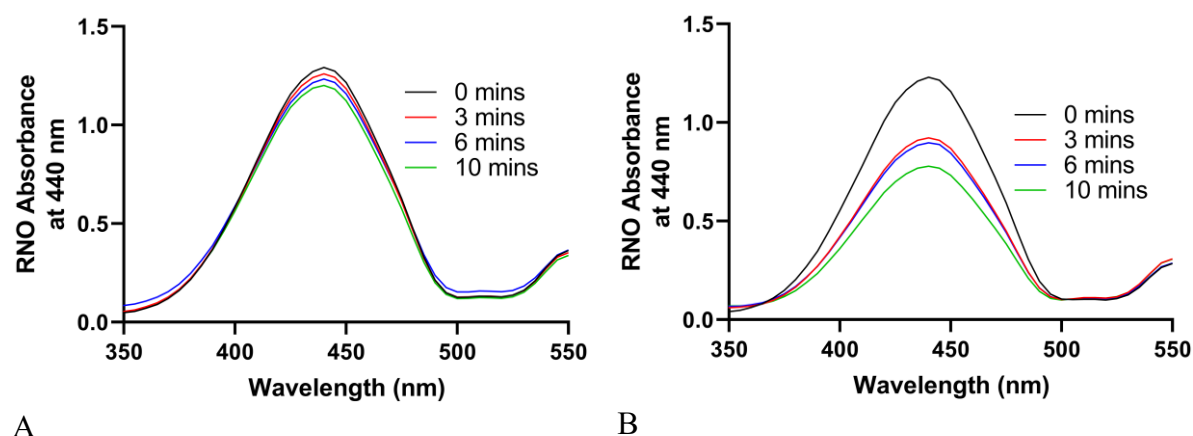 RNO Absorbance
at 440 nm
1.5
1.0
0.5
0.0
0 mins
3 mins
6 mins
10 mins
350
400
450
500
550
Wavelength (nm)
A
RNO Absorbance
at 440 nm
1.5
1.0
0.5
0.0
0 mins
3 mins
6 mins
10 mins
350
400
450
500
550
Wavelength (nm)
B